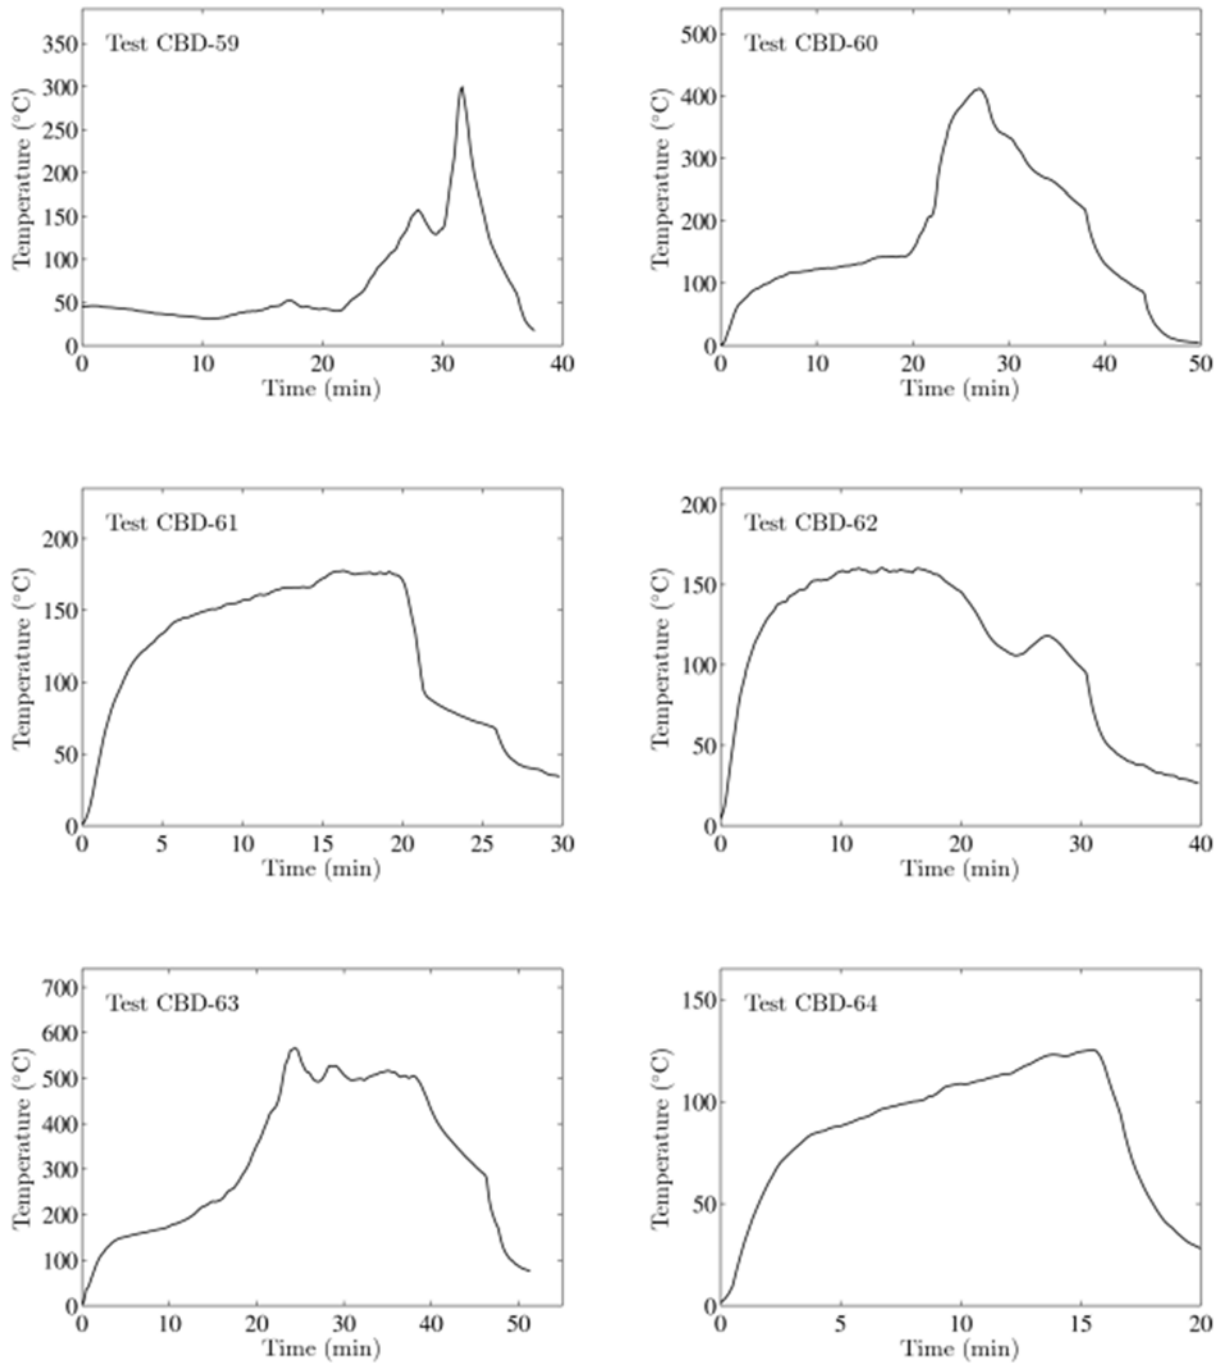 Test CBD-59
Temperature (°C)
350
300
250
200
150
100
50
0
0 10 20 30 40
Time (min)
Test CBD-60
Temperature (°C)
500
400
300
200
100
0
0 10 20 30 40 50
Time (min)
Test CBD-61
Temperature (°C)
200
150
100
50
0
0 5 10 15 20 25 30
Time (min)
Test CBD-62
Temperature (°C)
200
150
100
50
0
0 10 20 30 40
Time (min)
Test CBD-63
Temperature (°C)
700
600
500
400
300
200
100
0
0 10 20 30 40 50
Time (min)
Test CBD-64
Temperature (°C)
150
100
50
0
0 5 10 15 20
Time (min)